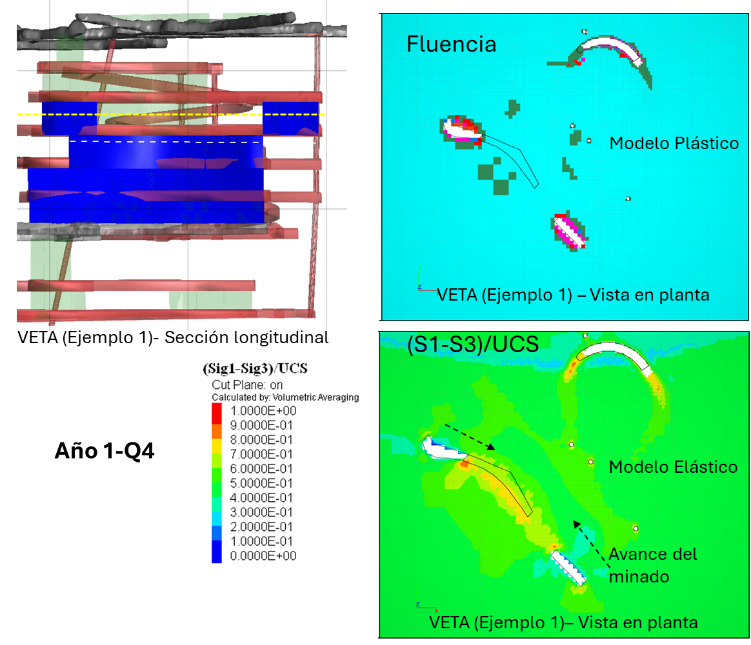 Fluencia
Modelo Plástico
VETA (Ejemplo 1) – Vista en planta
VETA (Ejemplo 1)- Sección longitudinal
(S1-S3)/UCS
(Sig1-Sig3)/UCS
Cut Plane: on
Calculated by: Volumetric Averaging
1.0000E+00
9.0000E-01
8.0000E-01
7.0000E-01
6.0000E-01
5.0000E-01
4.0000E-01
3.0000E-01
2.0000E-01
1.0000E-01
0.0000E+00
Año 1-Q4
Modelo Elástico
Avance del
minado
VETA (Ejemplo 1)– Vista en planta